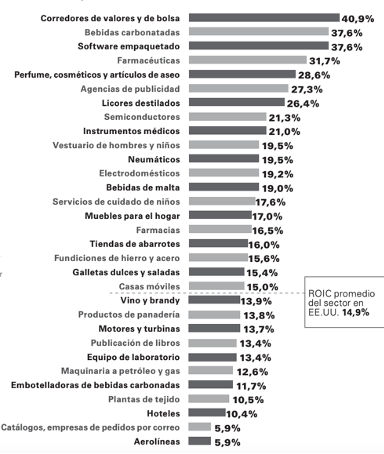 Corredores de valores y de bolsa 40,9%
Bebidas carbonatadas 37,6%
Software empaquetado 37,6%
Farmacéuticas 31,7%
Perfume, cosméticos y artículos de aseo 28,6%
Agencias de publicidad 27,3%
Licores destilados 26,4%
Semiconductores 21,3%
Instrumentos médicos 21,0%
Vestuario de hombres y niños 19,5%
Neumáticos 19,5%
Electrodomésticos 19,2%
Bebidas de malta 19,0%
Servicios de cuidado de niños 17,6%
Muebles para el hogar 17,0%
Farmacias 16,5%
Tiendas de abarrotes 16,0%
Fundiciones de hierro y acero 15,6%
Galletas dulces y saladas 15,4%
Casas móviles 15,0%
ROIC promedio
del sector en
EE.UU. 14,9%
Vino y brandy 13,9%
Productos de panadería 13,8%
Motores y turbinas 13,7%
Publicación de libros 13,4%
Equipo de laboratorio 13,4%
Maquinaria a petróleo y gas 12,6%
Embotelladoras de bebidas carbonadas 11,7%
Plantas de tejido 10,5%
Hoteles 10,4%
Catálogos, empresas de pedidos por correo 5,9%
Aerolíneas 5,9%